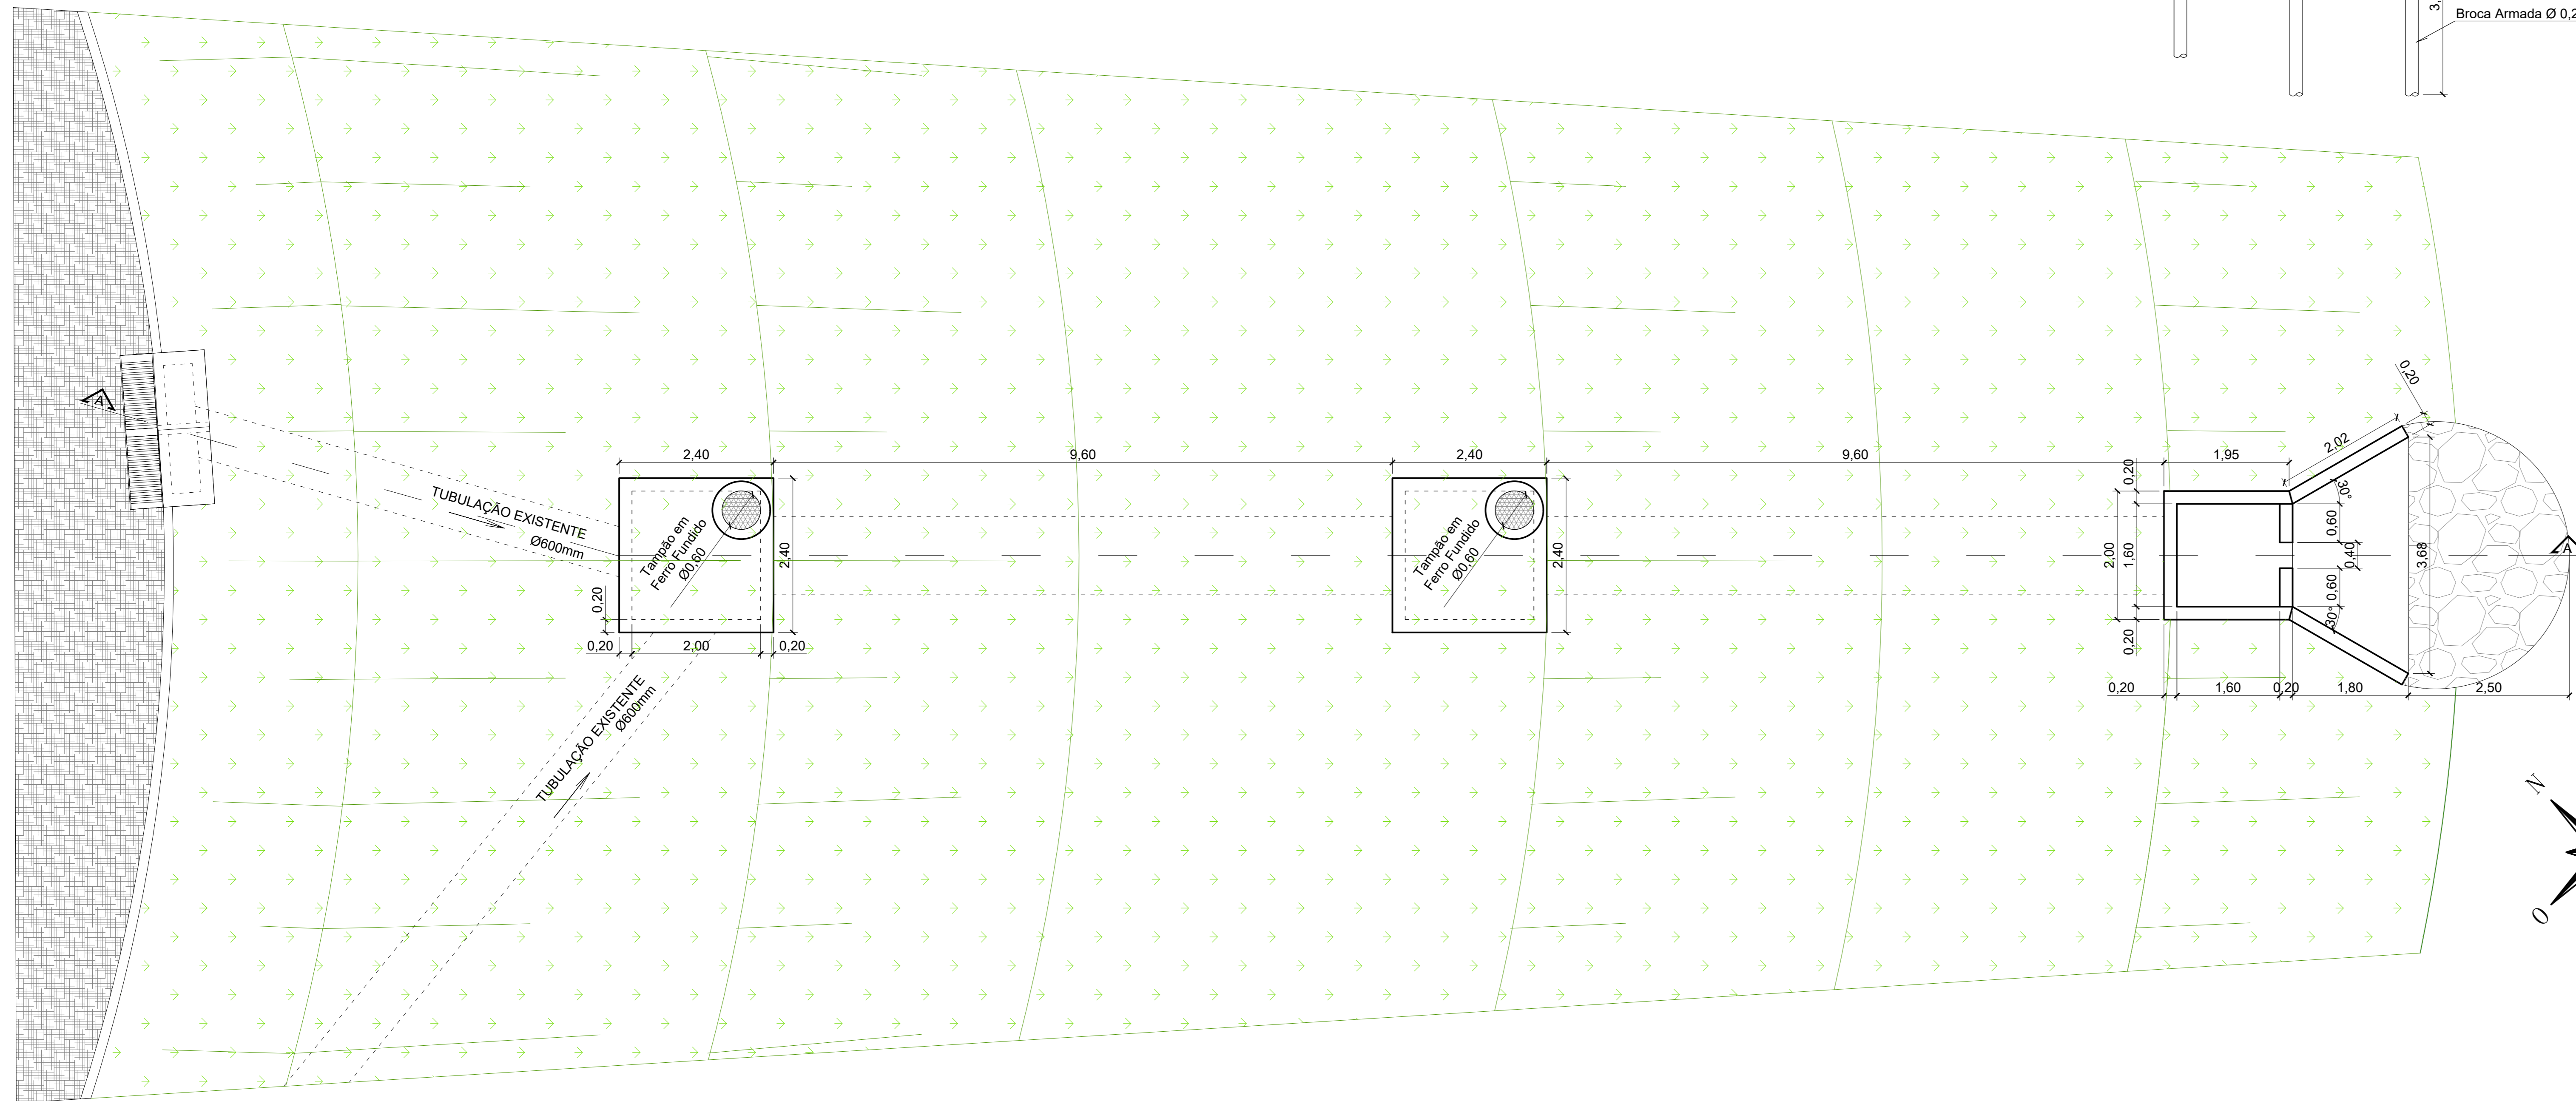 3,
Broca Armada Ø 0,2
A
TUBULAÇÃO EXISTENTE
Ø600mm
2,40
9,60
2,40
9,60
1,95
2,02
0,20
Tampão em
Ferro Fundido
Ø0,60
2,40
0,20
0,20
2,00
0,20
Tampão em
Ferro Fundido
Ø0,60
2,40
0,20
2,00
1,60
0,20
30°
0,60
0,40
0,60
30°
3,68
A
0,20
1,60
0,20
1,80
2,50
TUBULAÇÃO EXISTENTE
Ø600mm
N
O